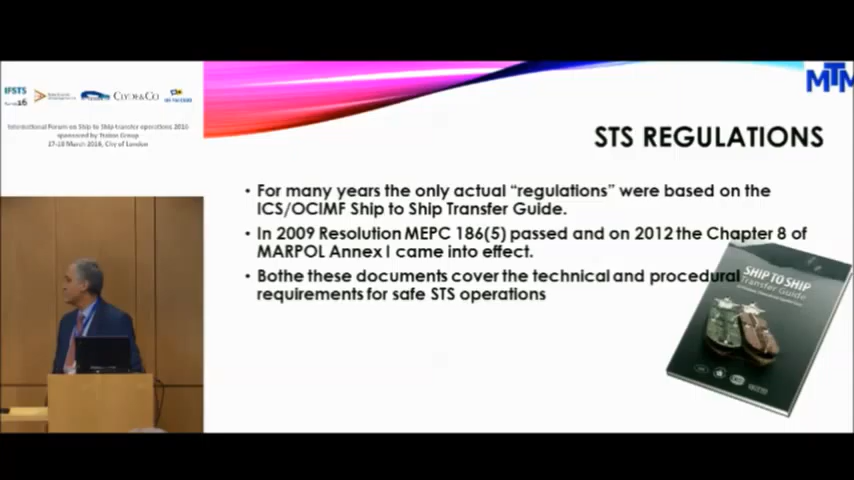 IFSTS
CLYDE&CO
International Forum on Ship to Ship transfer operations 2016
17-18 March 2016, City of London
MTM
STS REGULATIONS
• For many years the only actual “regulations” were based on the
ICS/OCIMF Ship to Ship Transfer Guide.
• In 2009 Resolution MEPC 186(5) passed and on 2012 the Chapter 8 of
MARPOL Annex I came into effect.
• Bothe these documents cover the technical and procedural
requirements for safe STS operations
SHIP TO SHIP
Transfer Guide